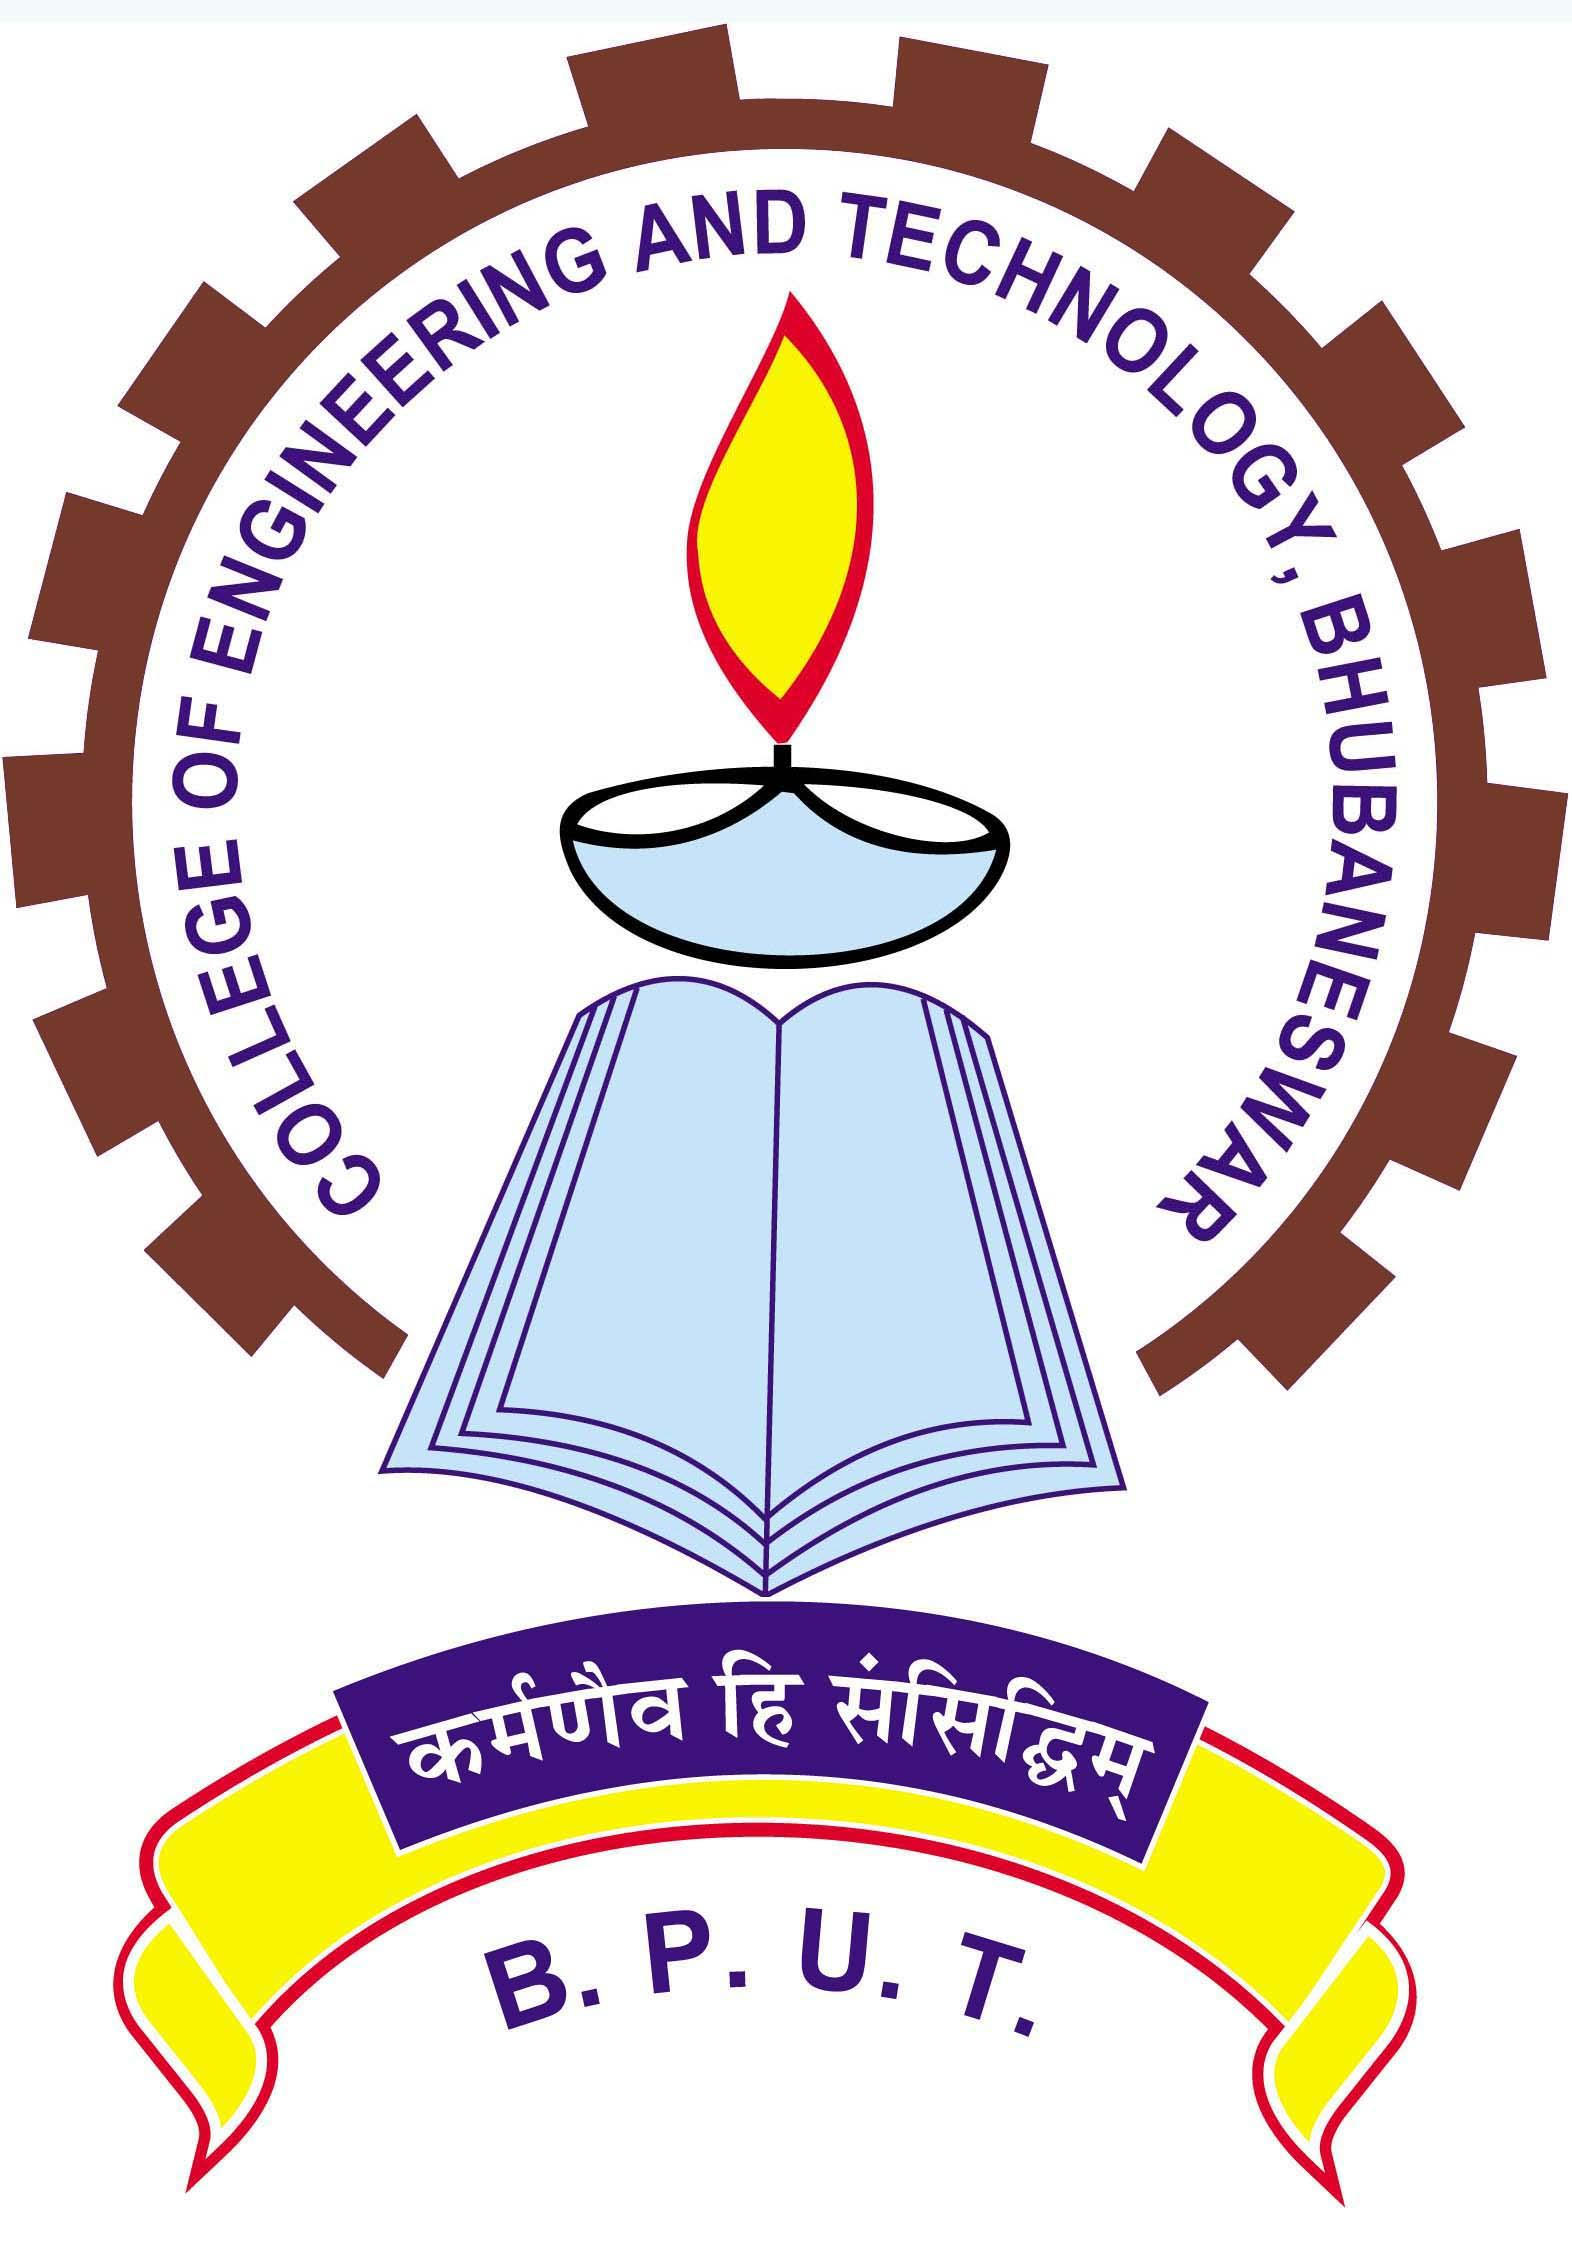 COLLEGE OF ENGINEERING AND TECHNOLOGY, BHUBANESWAR
कर्मणैव हि संसिद्धिम्
B. P. U. T.